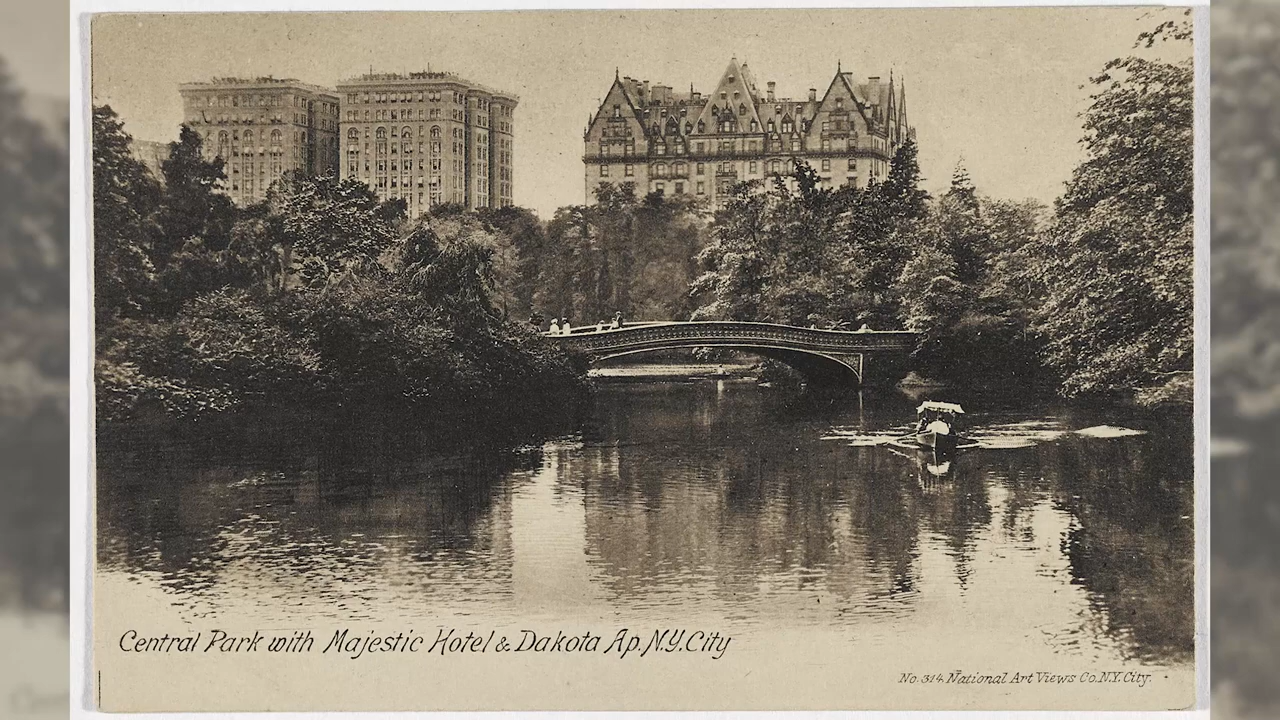 Central Park with Majestic Hotel & Dakota Ap. N.Y. City
No. 314. National Art Views Co. N.Y. City.